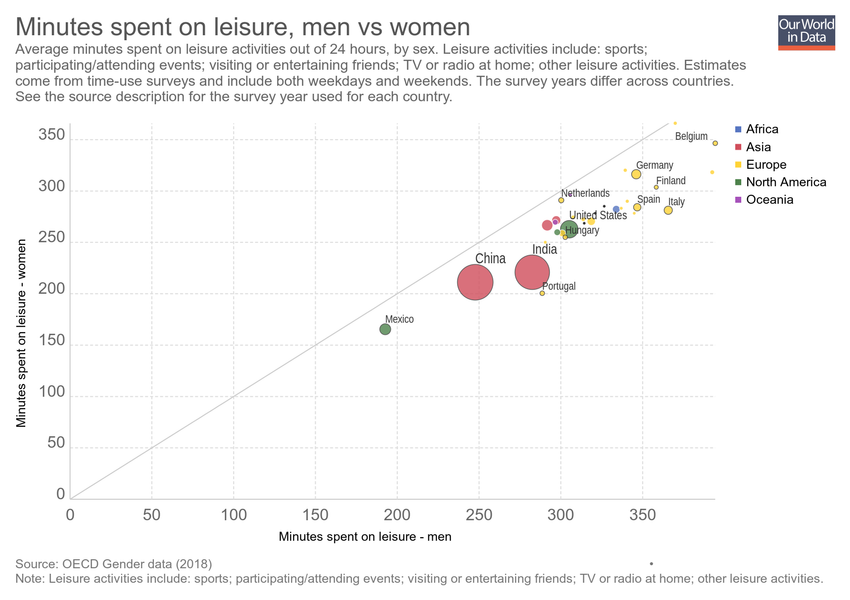 Minutes spent on leisure, men vs women
Our World
in Data
Average minutes spent on leisure activities out of 24 hours, by sex. Leisure activities include: sports;
participating/attending events; visiting or entertaining friends; TV or radio at home; other leisure activities. Estimates
come from time-use surveys and include both weekdays and weekends. The survey years differ across countries.
See the source description for the survey year used for each country.
350
300
250
200
150
100
50
0
Minutes spent on leisure - women
Belgium
Germany
Finland
Netherlands
Spain
Italy
United States
Hungary
India
China
Portugal
Mexico
Africa
Asia
Europe
North America
Oceania
0
50
100
150
200
250
300
350
Minutes spent on leisure - men
Source: OECD Gender data (2018)
Note: Leisure activities include: sports; participating/attending events; visiting or entertaining friends; TV or radio at home; other leisure activities.